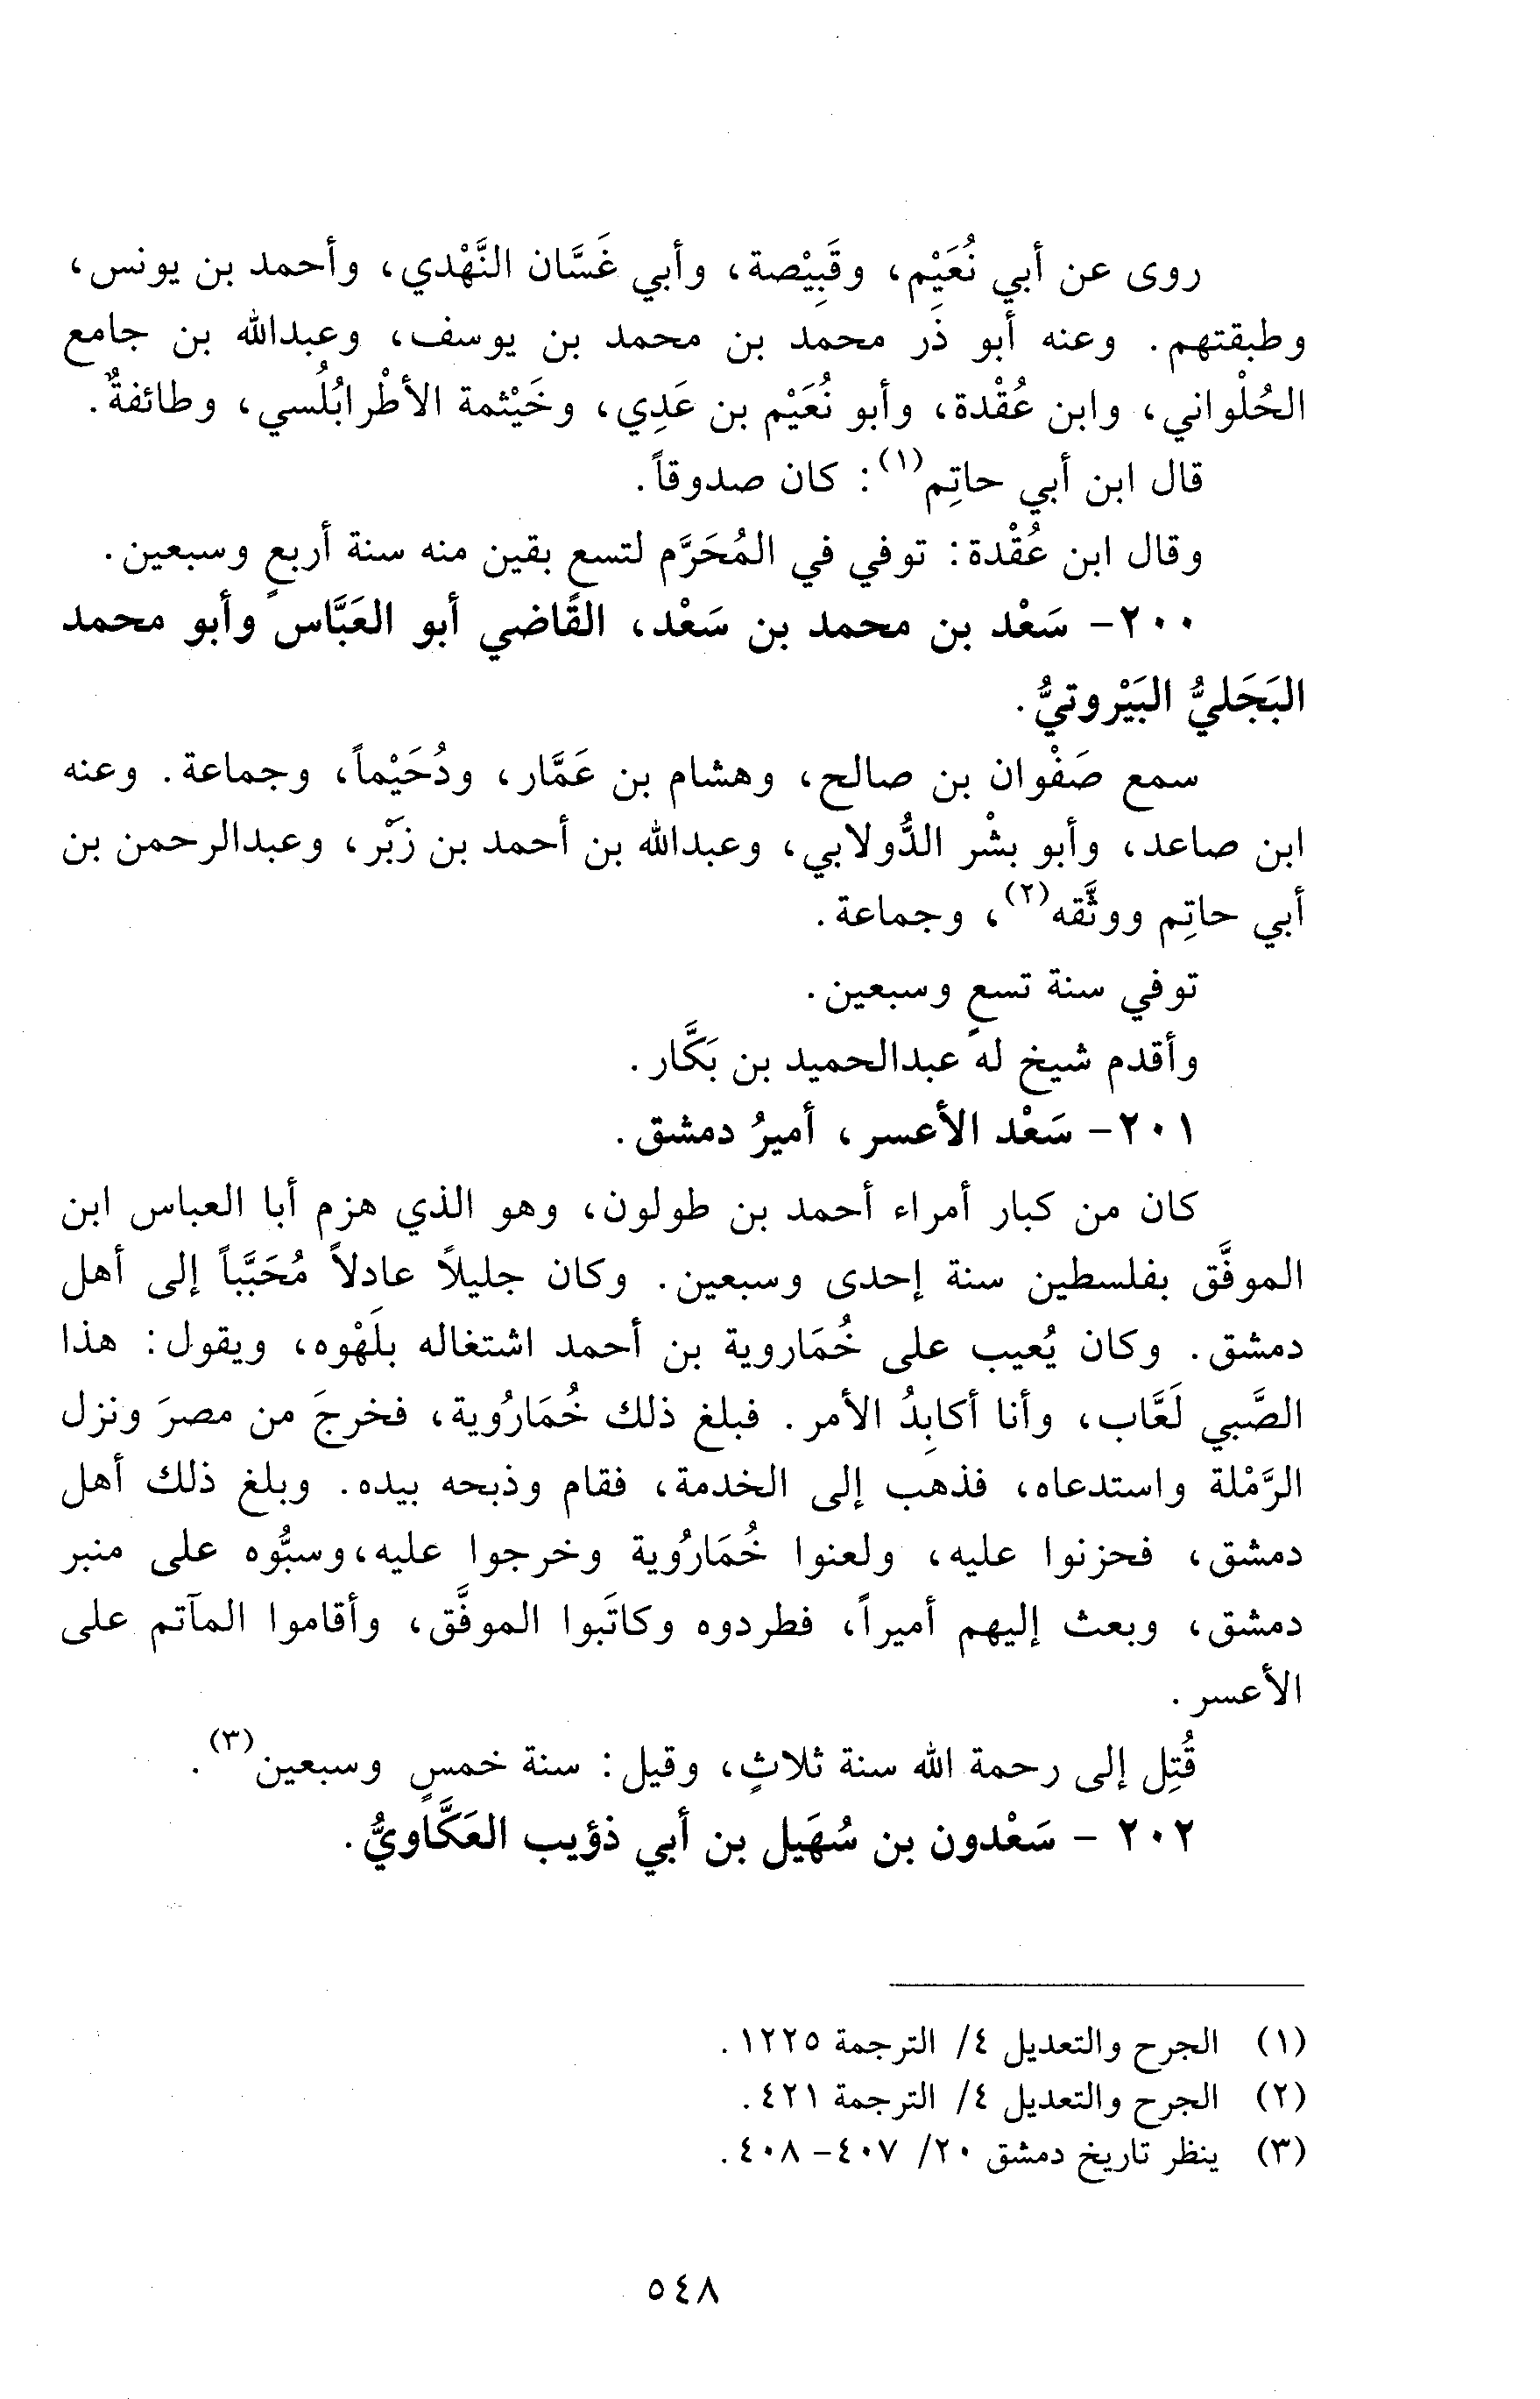 روى عن أبي نُعَيْم، وقَبِيْصة، وأبي غَسَّان النَّهْدي، وأحمد بن يونس،
وطبقتهم. وعنه أبو ذَر محمد بن محمد بن يوسف، وعبدالله بن جامع
الحُلْواني، وابن عُقْدة، وأبو نُعَيْم بن عَدِي، وخَيْثمة الأطْرابُلُسي، وطائفةٌ.
قال ابن أبي حاتِم(١): كان صدوقاً.
وقال ابن عُقْدة: توفي في المُحَرَّم لتسع بقين منه سنة أربعٍ وسبعين.
٢٠٠- سَعْد بن محمد بن سَعْد، القاضي أبو العَبَّاس وأبو محمد
البَجَليُّ البَيْروتيُّ.
سمع صَفْوان بن صالح، وهشام بن عَمَّار، ودُحَيْماً، وجماعة. وعنه
ابن صاعد، وأبو بشْر الدُّولابي، وعبدالله بن أحمد بن زَبْر، وعبدالرحمن بن
أبي حاتِم ووثَّقه(٢)، وجماعة.
توفي سنة تسعٍ وسبعين.
وأقدم شيخ له عبدالحميد بن بَكَّار.
٢٠١- سَعْد الأعسر، أميرُ دمشق.
كان من كبار أمراء أحمد بن طولون، وهو الذي هزم أبا العباس ابن
الموفَّق بفلسطين سنة إحدى وسبعين. وكان جليلاً عادلاً مُحَبَّباً إلى أهل
دمشق. وكان يُعيب على خُمَاروية بن أحمد اشتغاله بلَهْوه، ويقول: هذا
الصَّبي لَعَّاب، وأنا أكابِدُ الأمر. فبلغ ذلك خُمَارُوية، فخرجَ من مصرَ ونزل
الرَّمْلة واستدعاه، فذهب إلى الخدمة، فقام وذبحه بيده. وبلغ ذلك أهل
دمشق، فحزنوا عليه، ولعنوا خُمَارُوية وخرجوا عليه، وسبُّوه على منبر
دمشق، وبعث إليهم أميراً، فطردوه وكاتَبوا الموفَّق، وأقاموا المآتم على
الأعسر.
قُتِل إلى رحمة الله سنة ثلاثٍ، وقيل: سنة خمسٍ وسبعين(٣).
٢٠٢ - سَعْدون بن سُهَيل بن أبي ذؤيب العَكَّاويُّ.
(١) الجرح والتعديل ٤/ الترجمة ١٢٢٥.
(٢) الجرح والتعديل ٤/ الترجمة ٤٢١.
(٣) ينظر تاريخ دمشق ٢٠/ ٤٠٧- ٤٠٨.
٥٤٨